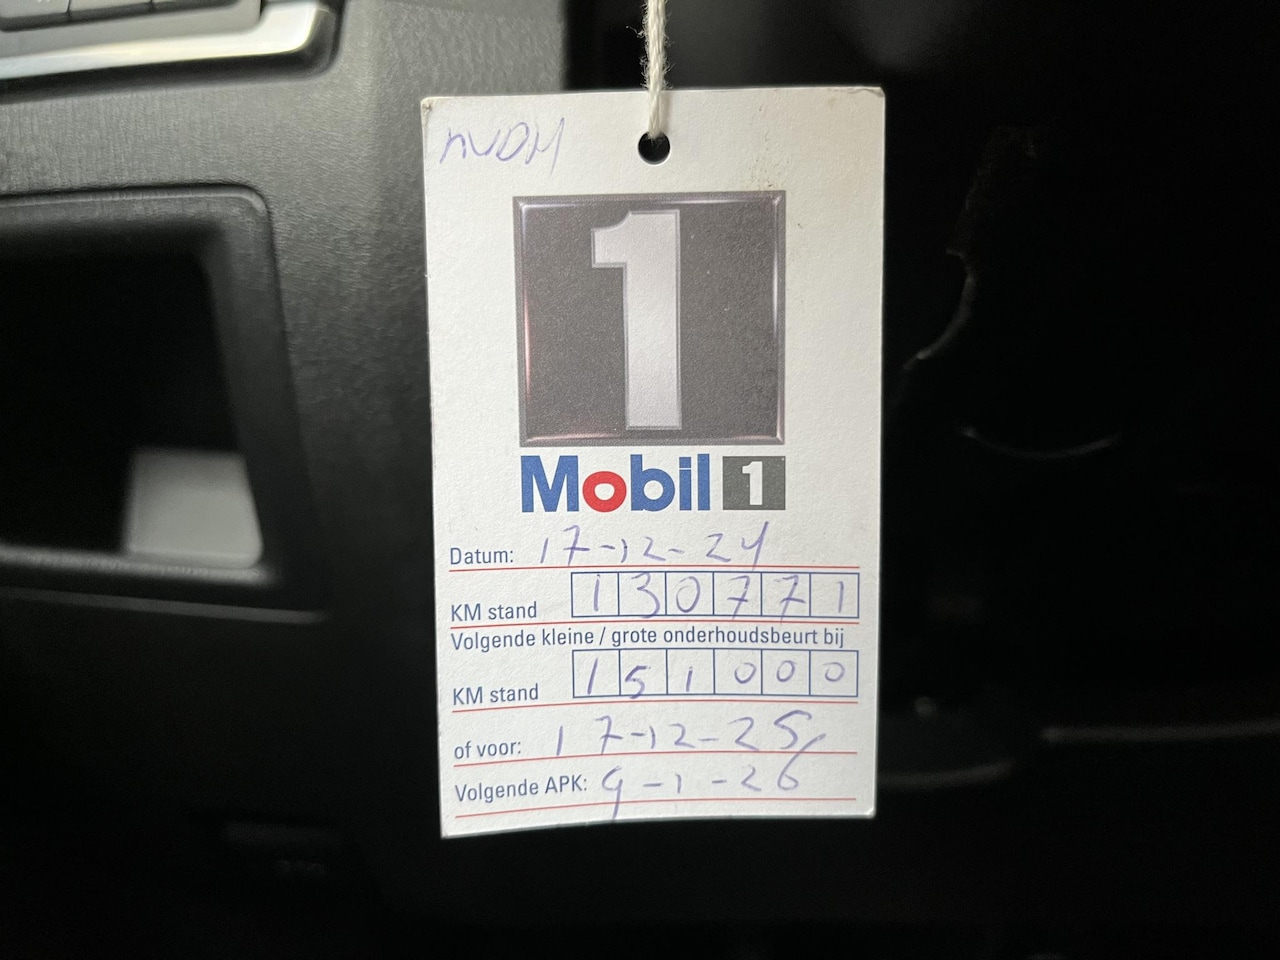 1
Mobil 1
Datum: 17-12-24
KM stand 130771
Volgende kleine / grote onderhoudsbeurt bij
KM stand 151000
of voor: 17-12-25
Volgende APK: 9-1-26